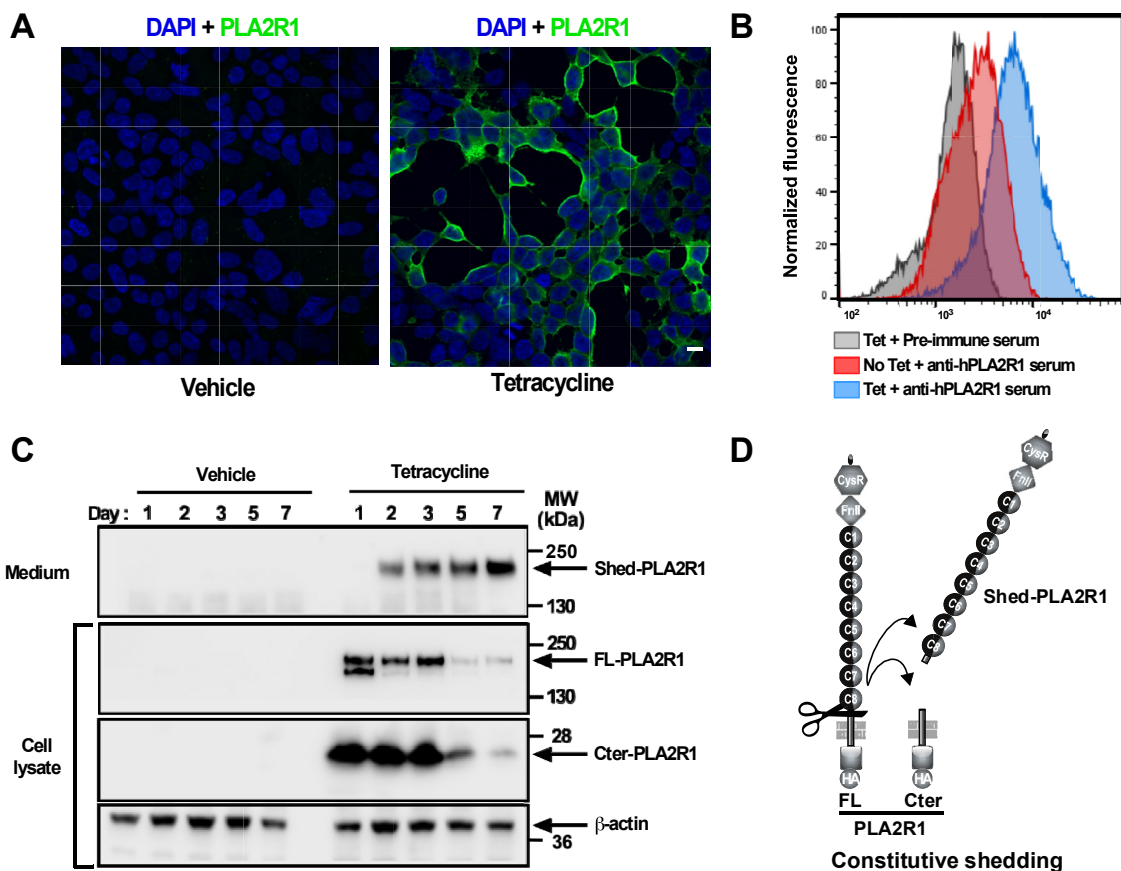 A
DAPI + PLA2R1
DAPI + PLA2R1
Vehicle
Tetracycline
B
Normalized fluorescence
100
80
60
40
20
0
10²
10³
10⁴
Tet + Pre-immune serum
No Tet + anti-hPLA2R1 serum
Tet + anti-hPLA2R1 serum
C
Vehicle
Tetracycline
Day : 1 2 3 5 7 1 2 3 5 7
MW
(kDa)
Medium
250
Shed-PLA2R1
130
Cell
lysate
250
FL-PLA2R1
130
28
Cter-PLA2R1
β-actin
36
D
CysR
FnII
C1
C2
C3
C4
C5
C6
C7
C8
HA
FL
CysR
FnII
C1
C2
C3
C4
C5
C6
C7
C8
Shed-PLA2R1
HA
Cter
PLA2R1
Constitutive shedding